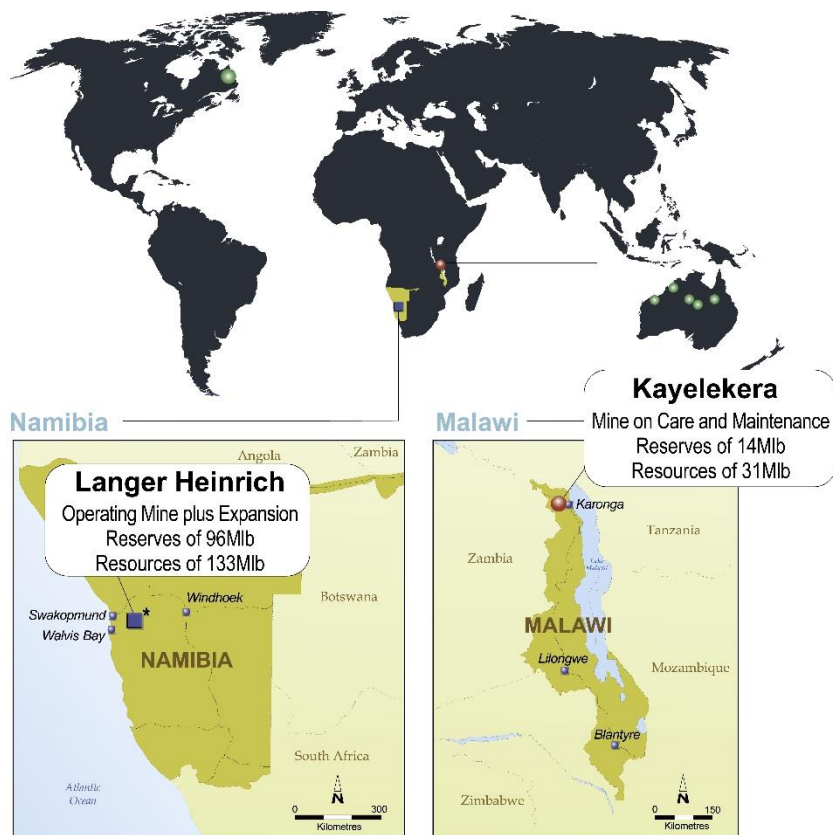 Namibia
Malawi
Kayelekera
Mine on Care and Maintenance
Reserves of 14Mlb
Resources of 31Mlb
Angola
Zambia
Langer Heinrich
Operating Mine plus Expansion
Reserves of 96Mlb
Resources of 133Mlb
Botswana
Swakopmund
*
Windhoek
Walvis Bay
NAMIBIA
South Africa
Atlantic
Ocean
N
0
300
Kilometres
Karonga
Tanzania
Zambia
Lake
Malawi
MALAWI
Lilongwe
Mozambique
Blantyre
Zimbabwe
N
0
150
Kilometres